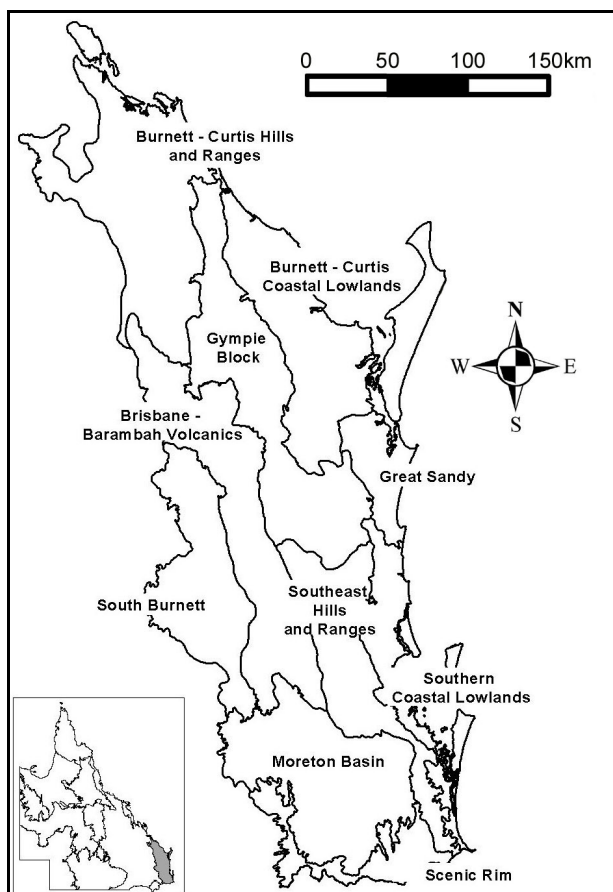 0 50 100 150km
Burnett - Curtis Hills
and Ranges
Burnett - Curtis
Coastal Lowlands
N
W E
S
Gympie
Block
Brisbane -
Barambah Volcanics
Great Sandy
South Burnett
Southeast
Hills
and Ranges
Southern
Coastal Lowlands
Moreton Basin
Scenic Rim